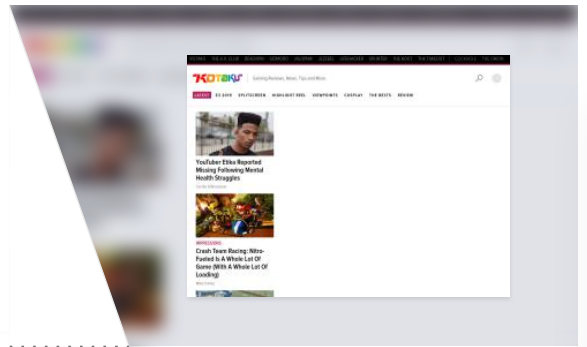 KOTAKU
Gaming Reviews, News, Tips and More.
LATEST E3 2019 SPLITSCREEN HIGHLIGHT REEL VIEWPOINTS COSPLAY THE BESTS REVIEW
YouTuber Etika Reported
Missing Following Mental
Health Struggles
IMPRESSIONS
Crash Team Racing: Nitro-
Fueled Is A Whole Lot Of
Game (With A Whole Lot Of
Loading)